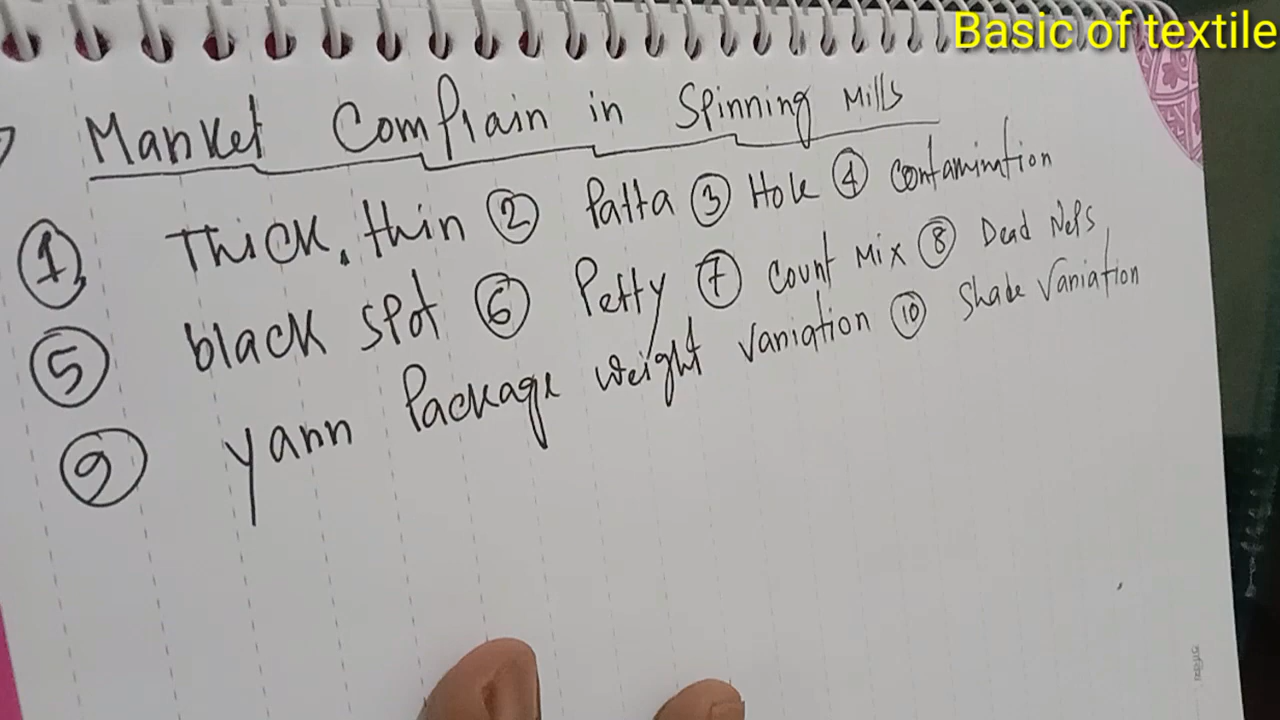 Basic of textile
Market Complain in Spinning Mills
① Thick, thin ② Patta ③ Hole ④ Contamination
⑤ black spot ⑥ Petty ⑦ Count Mix ⑧ Dead Neps,
⑨ yarn Package weight variation ⑩ Shade Variation